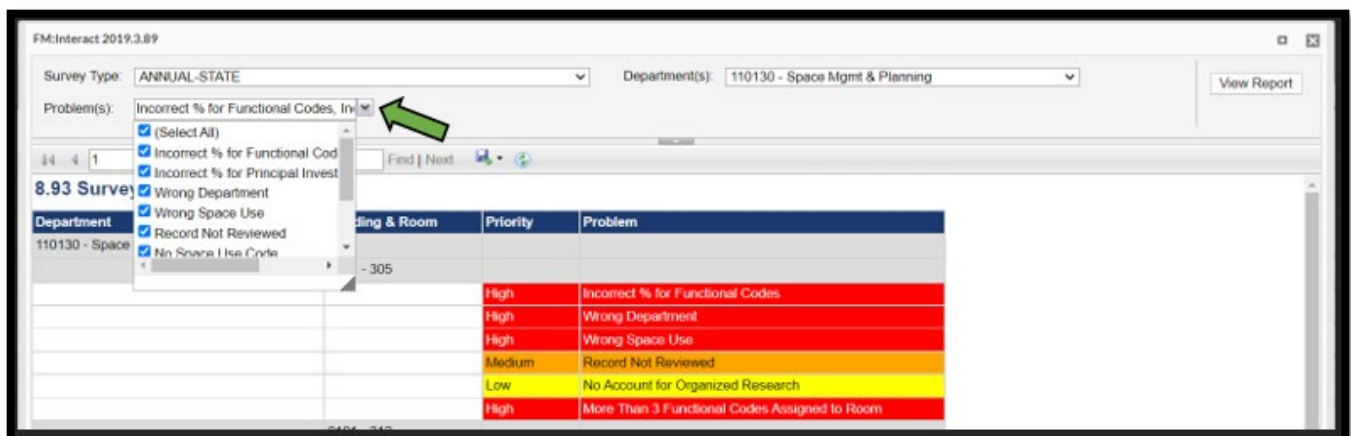 FM:Interact 2019.3.89
Survey Type: ANNUAL-STATE Department(s): 110130 - Space Mgmt & Planning View Report
Problem(s): Incorrect % for Functional Codes, In
(Select All)
Incorrect % for Functional Cod
1 Find | Next
Incorrect % for Principal Invest
8.93 Survey
Wrong Department
Wrong Space Use
Department ding & Room Priority Problem
Record Not Reviewed
110130 - Space
No Space Use Code
- 305
High Incorrect % for Functional Codes
High Wrong Department
High Wrong Space Use
Medium Record Not Reviewed
Low No Account for Organized Research
High More Than 3 Functional Codes Assigned to Room